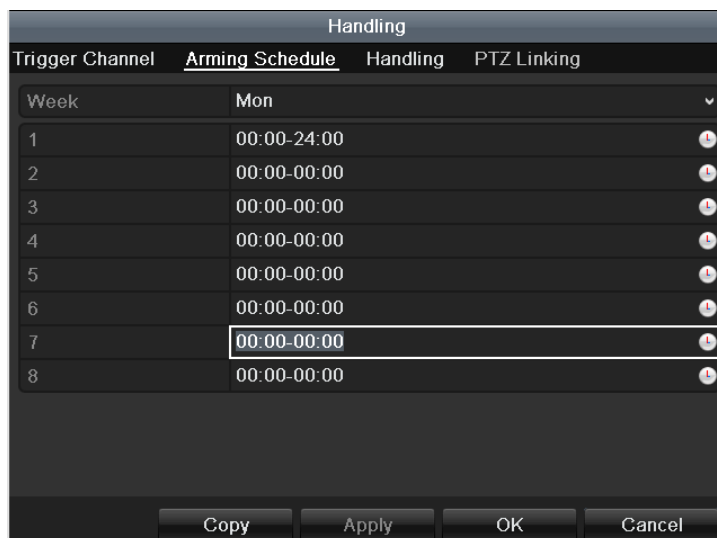 Handling
Trigger Channel Arming Schedule Handling PTZ Linking
Week Mon
1 00:00-24:00
2 00:00-00:00
3 00:00-00:00
4 00:00-00:00
5 00:00-00:00
6 00:00-00:00
7 00:00-00:00
8 00:00-00:00
Copy Apply OK Cancel